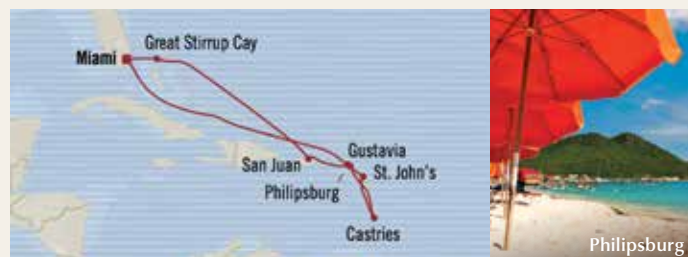 Great Stirrup Cay
Miami
Gustavia
San Juan
St. John's
Philipsburg
Castries
Philipsburg